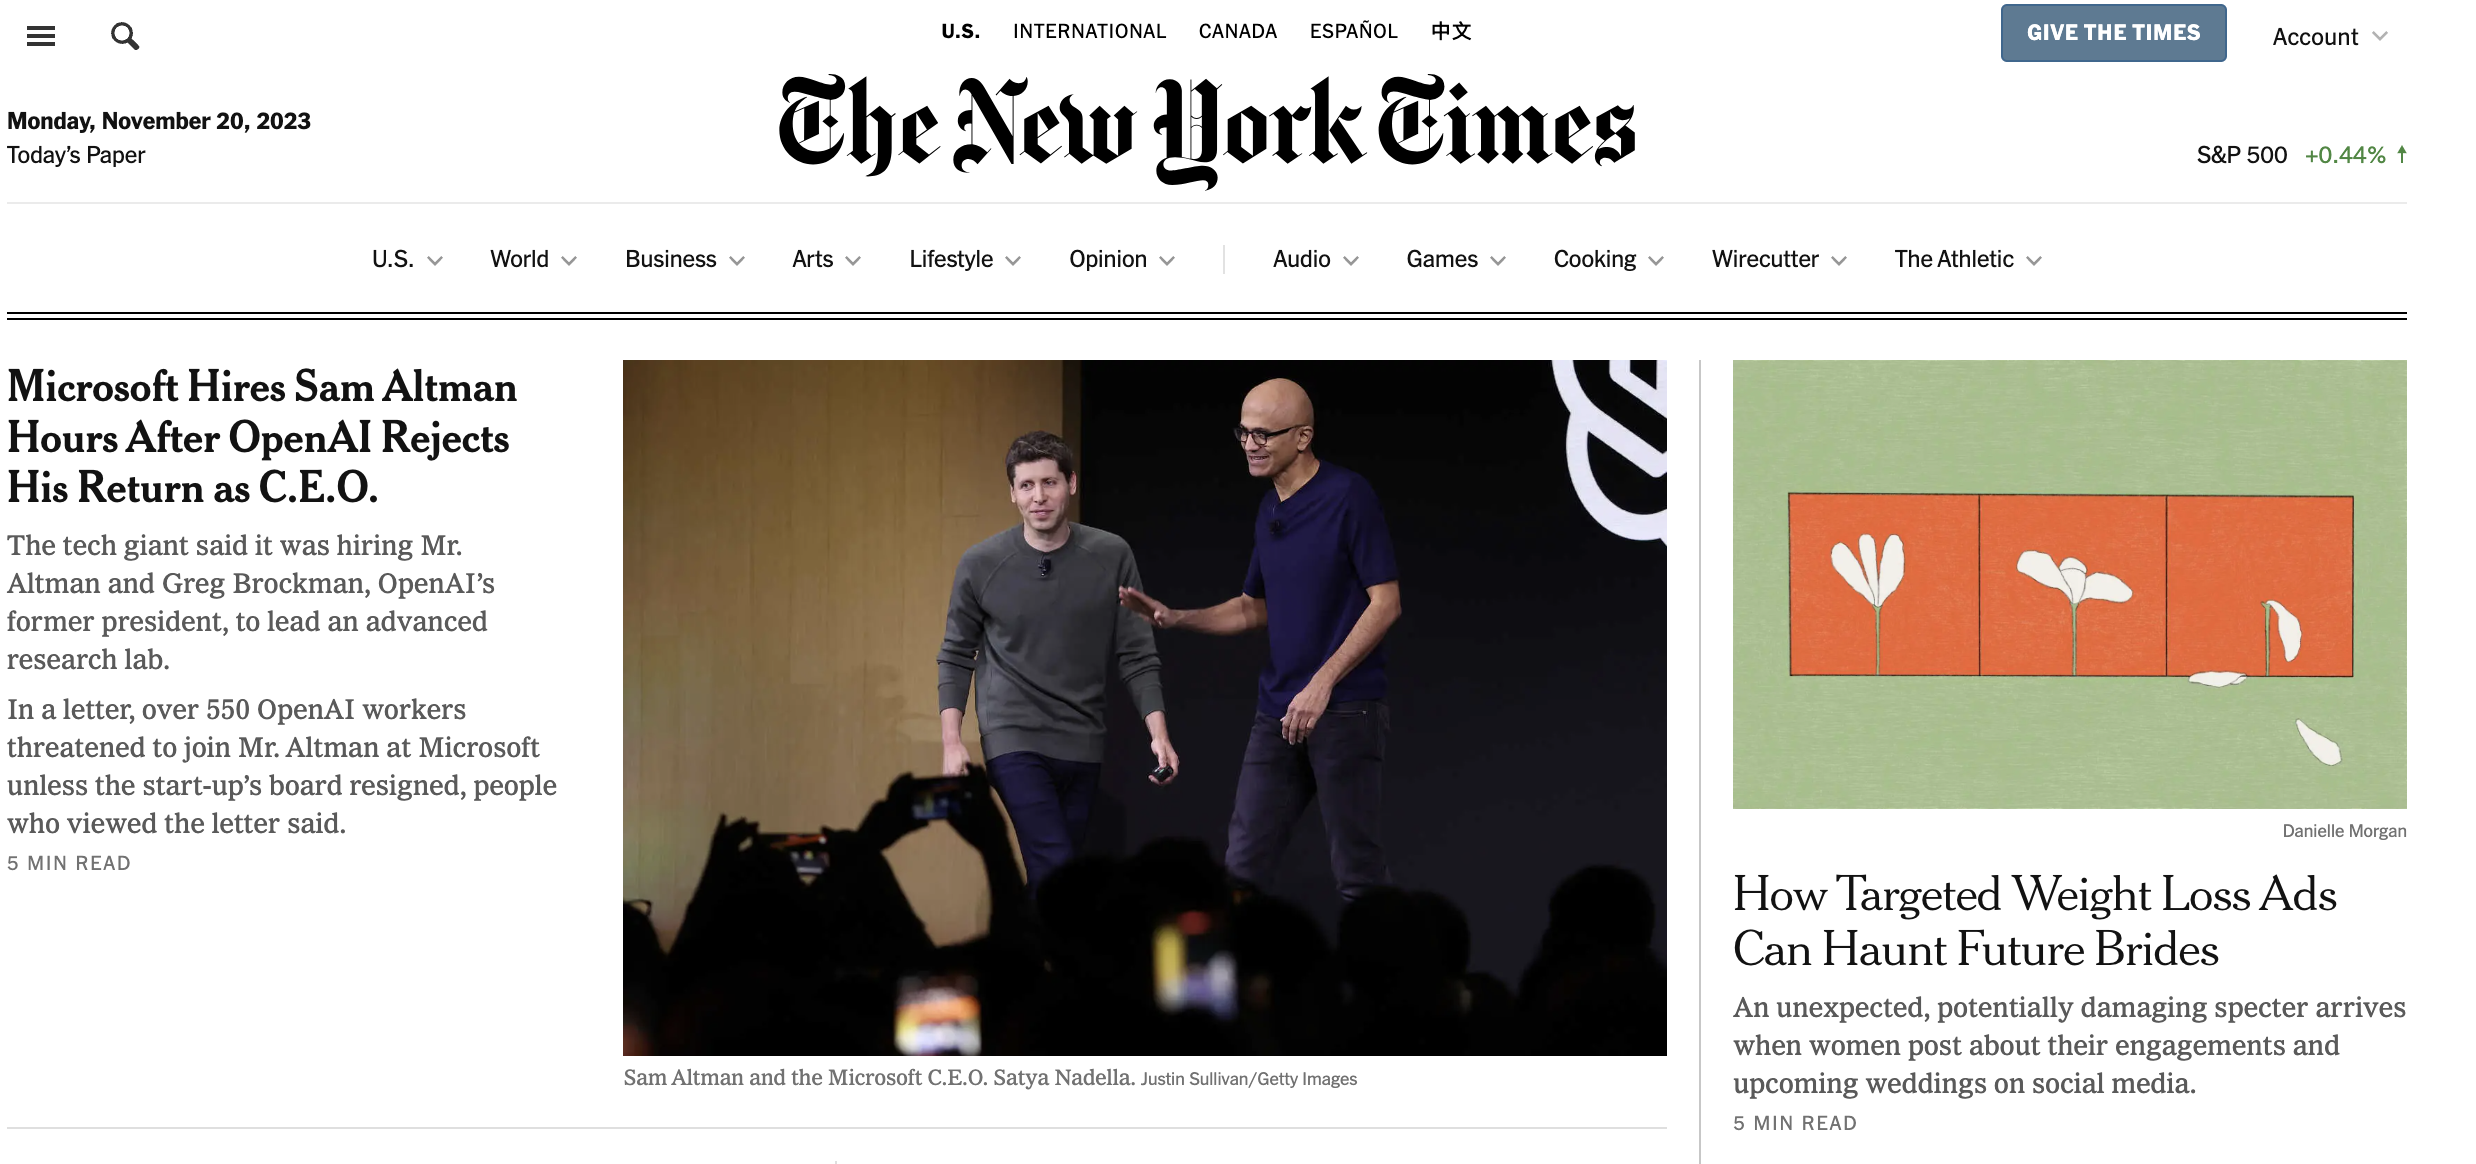 U.S. INTERNATIONAL CANADA ESPAÑOL 中文
GIVE THE TIMES
Account
Monday, November 20, 2023
Today's Paper
The New York Times
S&P 500 +0.44% ↑
U.S. World Business Arts Lifestyle Opinion Audio Games Cooking Wirecutter The Athletic
Microsoft Hires Sam Altman
Hours After OpenAI Rejects
His Return as C.E.O.
The tech giant said it was hiring Mr.
Altman and Greg Brockman, OpenAI's
former president, to lead an advanced
research lab.
In a letter, over 550 OpenAI workers
threatened to join Mr. Altman at Microsoft
unless the start-up's board resigned, people
who viewed the letter said.
5 MIN READ
Sam Altman and the Microsoft C.E.O. Satya Nadella. Justin Sullivan/Getty Images
Danielle Morgan
How Targeted Weight Loss Ads
Can Haunt Future Brides
An unexpected, potentially damaging specter arrives
when women post about their engagements and
upcoming weddings on social media.
5 MIN READ